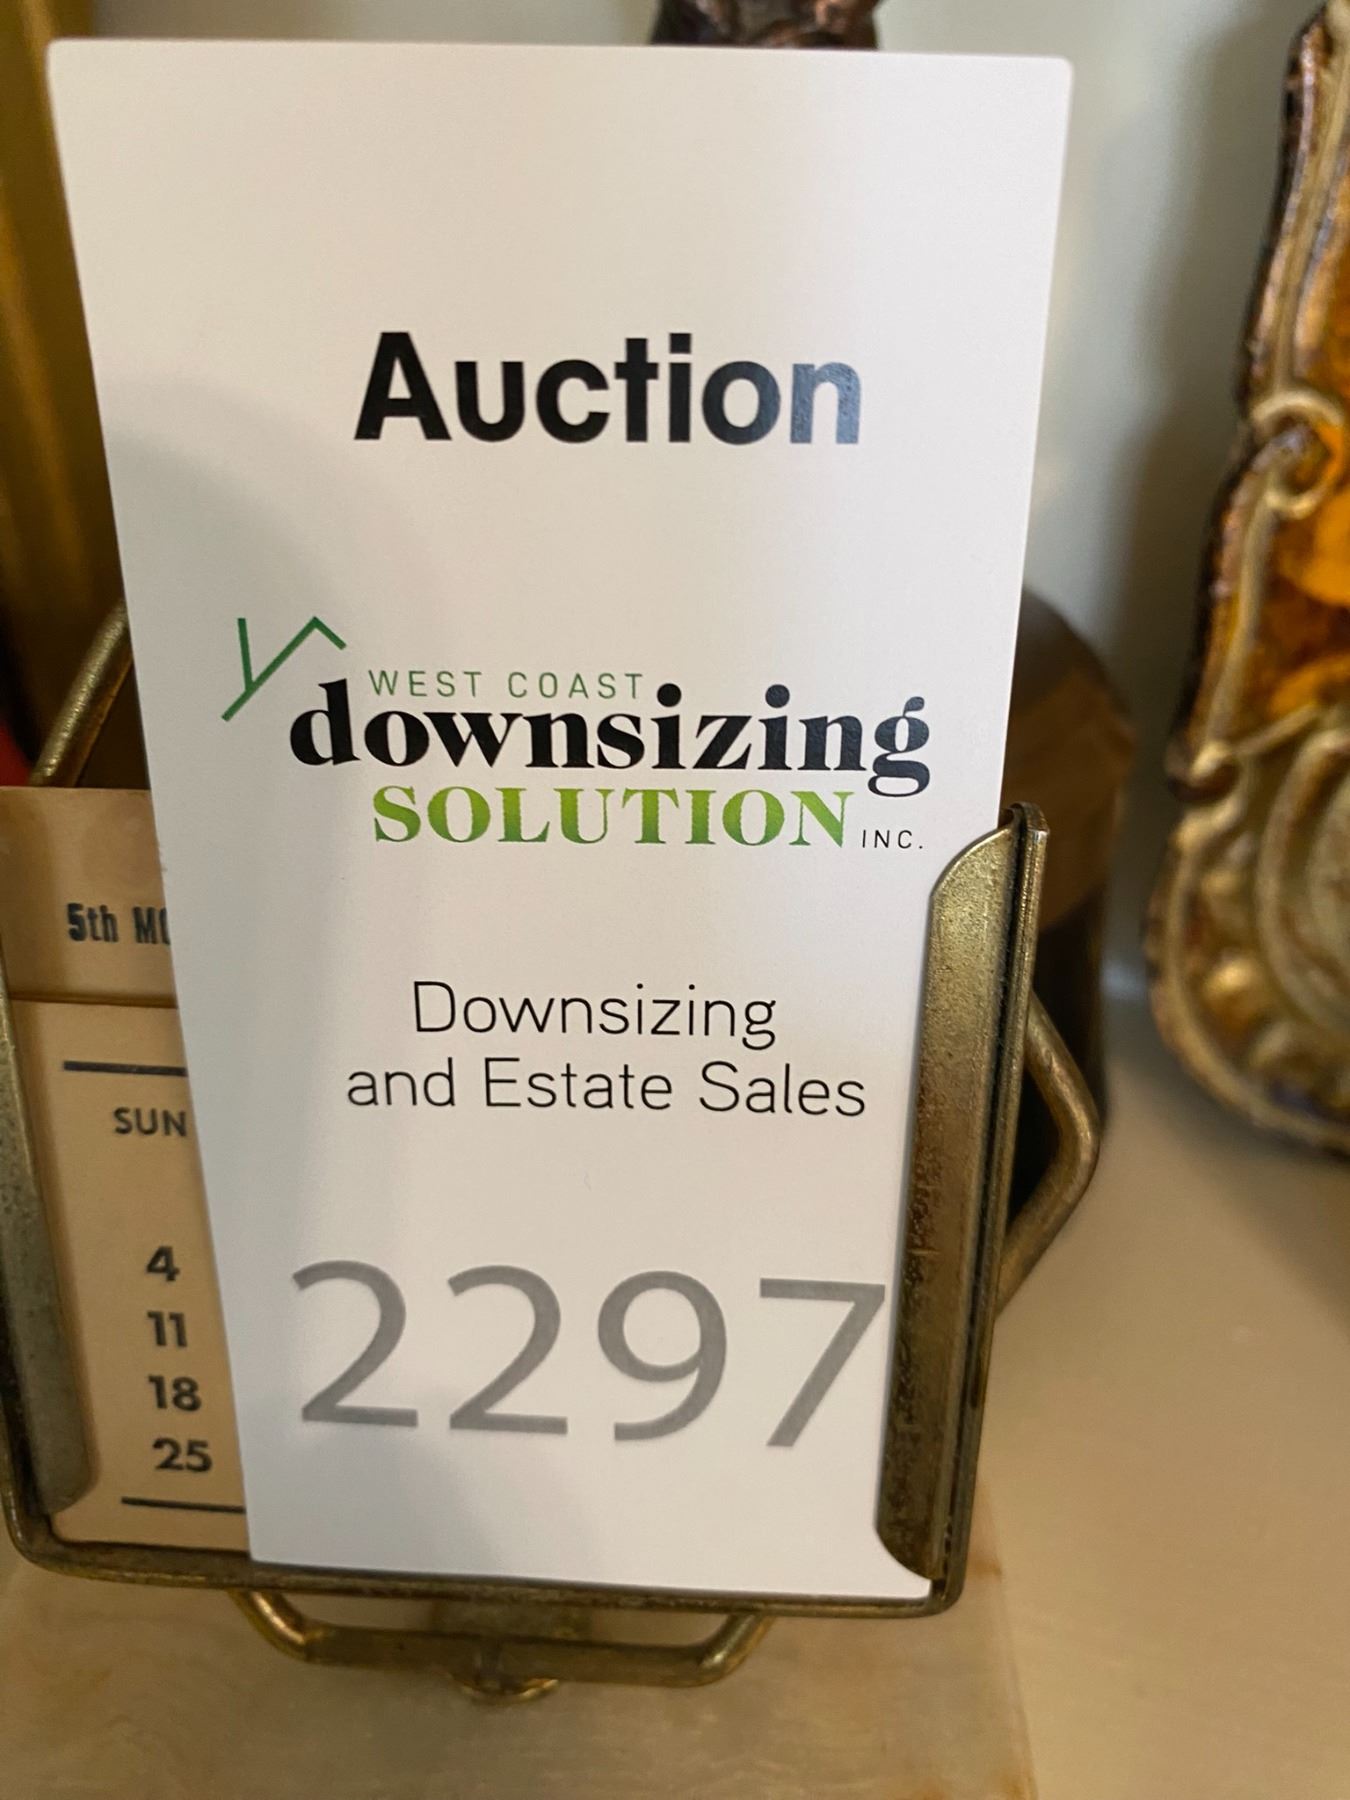 Auction
WEST COAST
downsizing
SOLUTION INC.
5th
Downsizing
and Estate Sales
SUN
4
11
18
25
2297